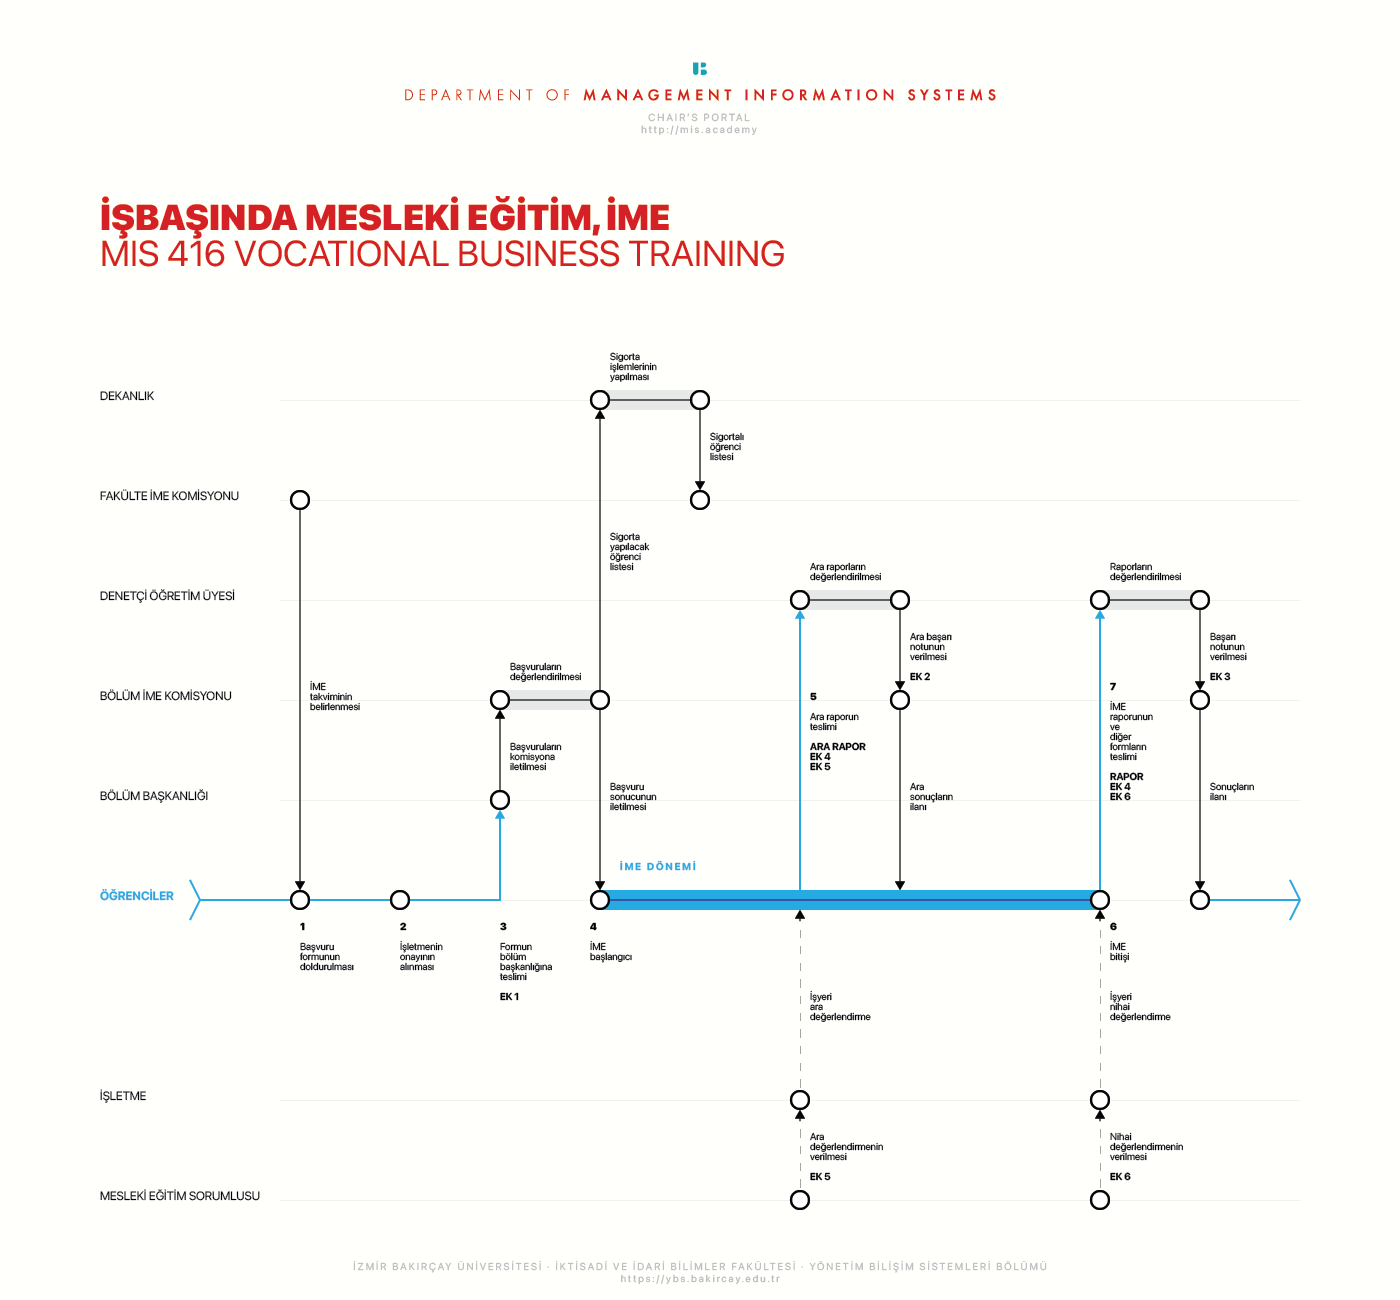 DEPARTMENT OF MANAGEMENT INFORMATION SYSTEMS
CHAIR'S PORTAL
http://mis.academy
İŞBAŞINDA MESLEKİ EĞİTİM, İME
MIS 416 VOCATIONAL BUSINESS TRAINING
Sigorta
işlemlerinin
yapılması
DEKANLIK
Sigortalı
öğrenci
listesi
FAKÜLTE İME KOMİSYONU
Sigorta
yapılacak
öğrenci
listesi
Ara raporların
değerlendirilmesi
Raporların
değerlendirilmesi
DENETÇİ ÖĞRETİM ÜYESİ
Ara başarı
notunun
verilmesi
EK 2
Başarı
notunun
verilmesi
EK 3
Başvuruların
değerlendirilmesi
BÖLÜM İME KOMİSYONU
İME
takviminin
belirlenmesi
5
Ara raporun
teslimi
ARA RAPOR
EK 4
EK 5
7
İME
raporunun
ve
diğer
formların
teslimi
RAPOR
EK 4
EK 6
Başvuruların
komisyona
iletilmesi
BÖLÜM BAŞKANLIĞI
Başvuru
sonucunun
iletilmesi
Ara
sonuçların
ilanı
Sonuçların
ilanı
İME DÖNEMİ
ÖĞRENCİLER
1
Başvuru
formunun
doldurulması
2
İşletmenin
onayının
alınması
3
Formun
bölüm
başkanlığına
teslimi
EK 1
4
İME
başlangıcı
6
İME
bitişi
İşyeri
ara
değerlendirme
İşyeri
nihai
değerlendirme
İŞLETME
Ara
değerlendirmenin
verilmesi
EK 5
Nihai
değerlendirmenin
verilmesi
EK 6
MESLEKİ EĞİTİM SORUMLUSU
İZMİR BAKIRÇAY ÜNİVERSİTESİ · İKTİSADİ VE İDARİ BİLİMLER FAKÜLTESİ · YÖNETİM BİLİŞİM SİSTEMLERİ BÖLÜMÜ
https://ybs.bakircay.edu.tr